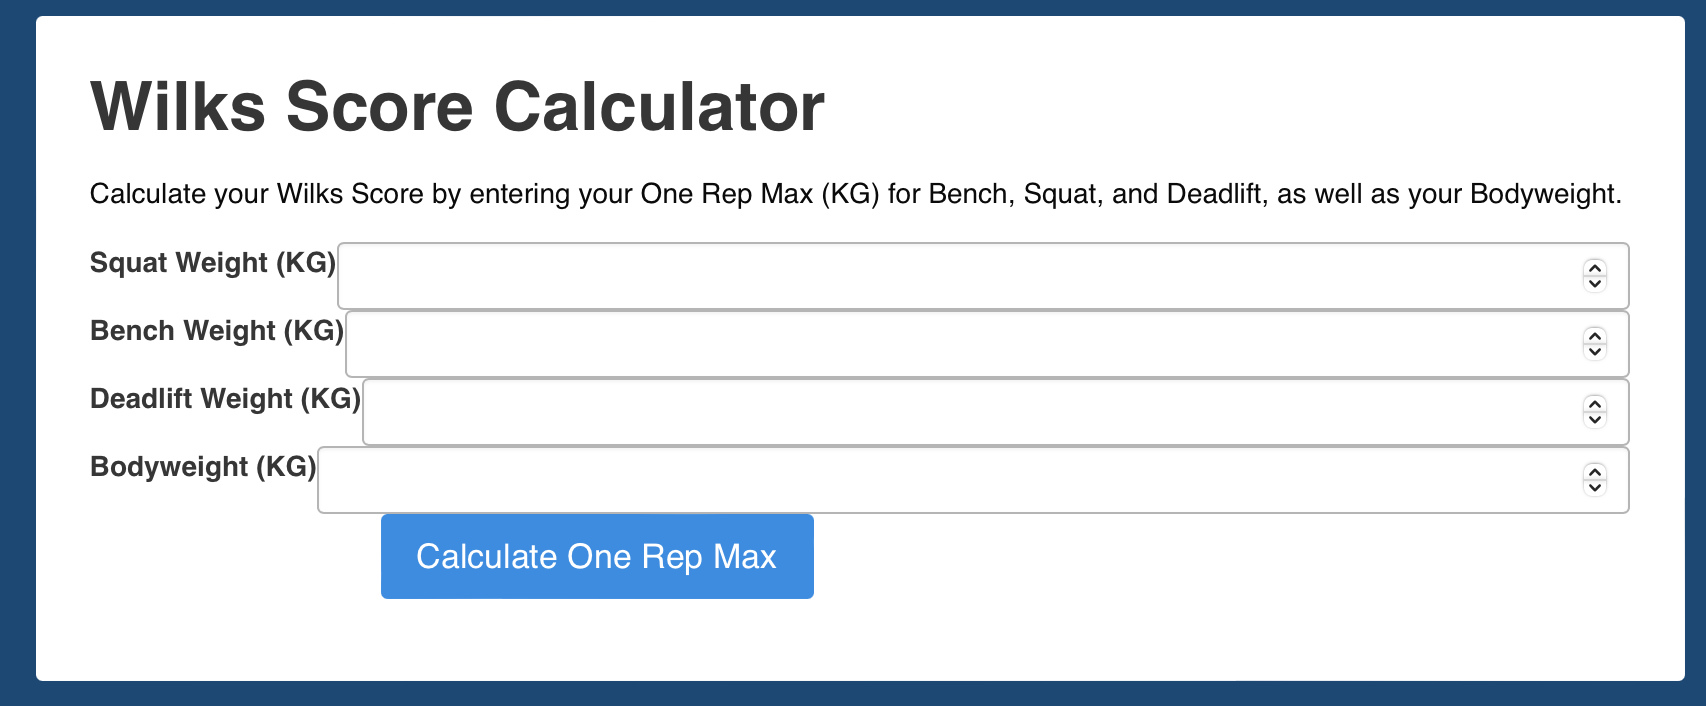 Wilks Score Calculator
Calculate your Wilks Score by entering your One Rep Max (KG) for Bench, Squat, and Deadlift, as well as your Bodyweight.
Squat Weight (KG)
Bench Weight (KG)
Deadlift Weight (KG)
Bodyweight (KG)
Calculate One Rep Max